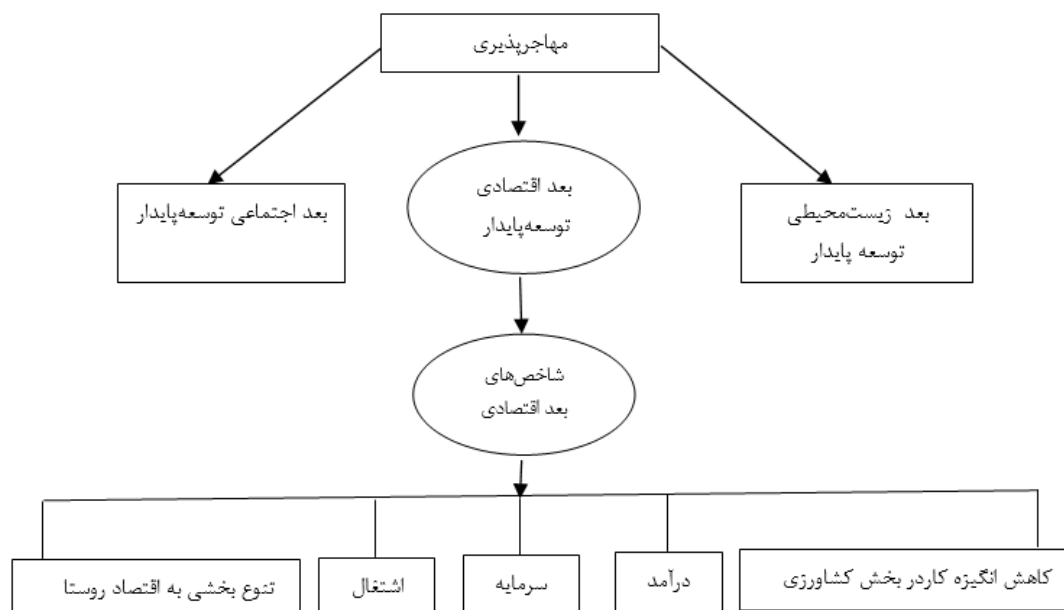 مهاجرپذیری
بعد زیست‌محیطی
توسعه پایدار
بعد اقتصادی
توسعه‌پایدار
بعد اجتماعی توسعه‌پایدار
شاخص‌های
بعد اقتصادی
کاهش انگیزه کاردر بخش کشاورزی
درآمد
سرمایه
اشتغال
تنوع بخشی به اقتصاد روستا